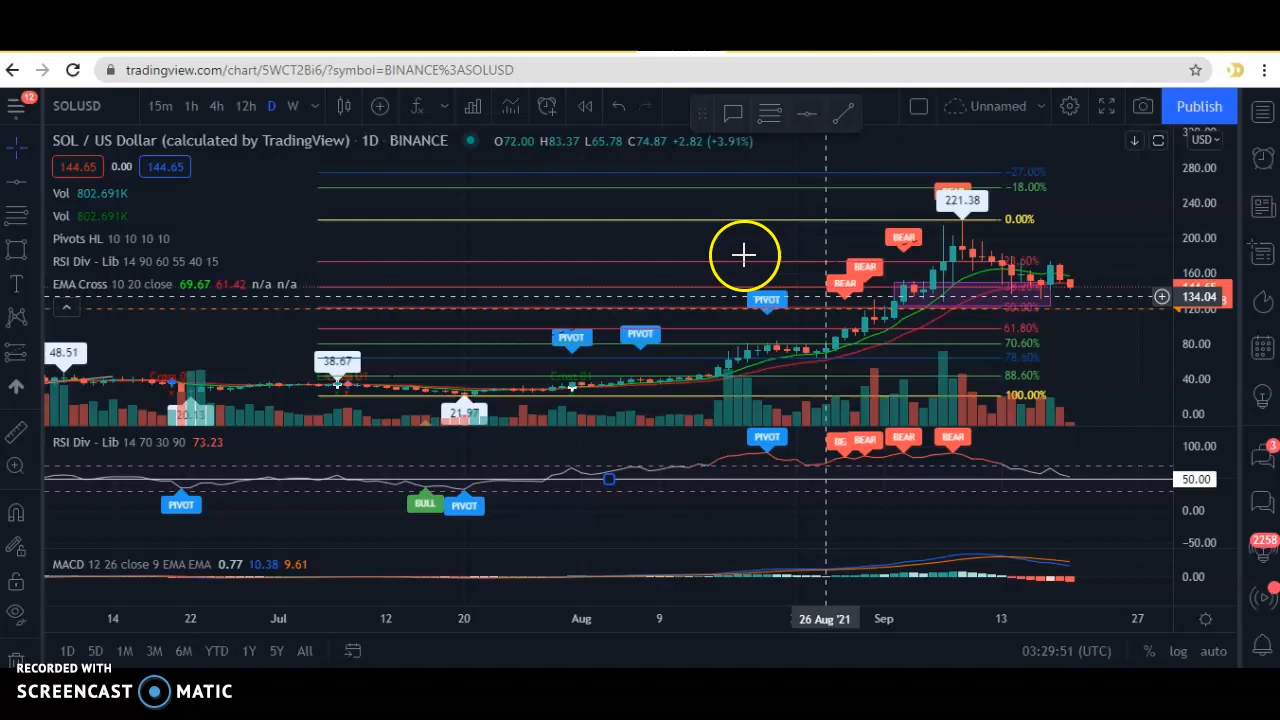 tradingview.com/chart/5WCT2Bi6/?symbol=BINANCE%3ASOLUSD
12
SOLUSD 15m 1h 4h 12h D W Unnamed Publish
SOL / US Dollar (calculated by TradingView) · 1D · BINANCE O72.00 H83.37 L65.78 C74.87 +2.82 (+3.91%) USD
144.65 0.00 144.65
Vol 802.691K
Vol 802.691K
Pivots HL 10 10 10 10
RSI Div - Lib 14 90 60 55 40 15
EMA Cross 10 20 close 69.67 61.42 n/a n/a
280.00
240.00
200.00
160.00
134.04
120.00
80.00
40.00
0.00
-27.00%
-18.00%
0.00%
61.80%
70.60%
78.60%
88.60%
100.00%
221.38
BEAR
BEAR
BEAR
PIVOT
PIVOT
PIVOT
48.51
38.67
20.13
21.97
RSI Div - Lib 14 70 30 90 73.23
PIVOT BEAR BEAR BEAR
PIVOT BULL PIVOT
100.00
50.00
0.00
-50.00
MACD 12 26 close 9 EMA EMA 0.77 10.38 9.61
0.00
14 22 Jul 12 20 Aug 9 26 Aug '21 Sep 13 27
1D 5D 1M 3M 6M YTD 1Y 5Y All 03:29:51 (UTC) % log auto
3
2258
RECORDED WITH
SCREENCAST MATIC